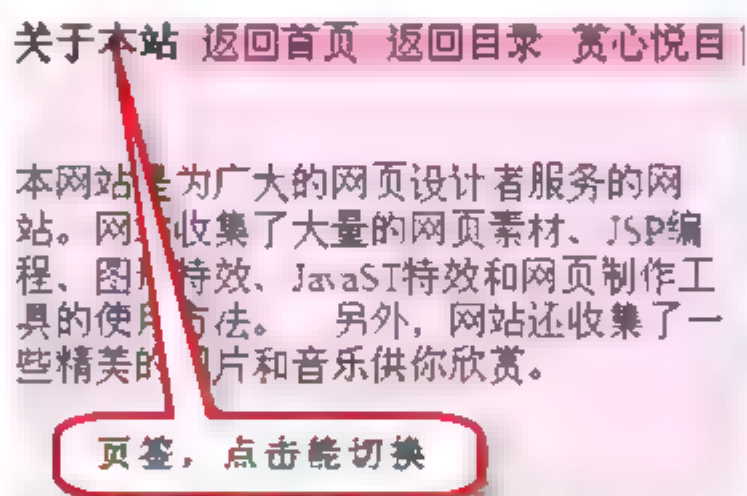 关于本站 返回首页 返回目录 赏心悦目
本网站是为广大的网页设计者服务的网
站。网站收集了大量的网页素材、JSP编
程、图形特效、JavaST特效和网页制作工
具的使用方法。 另外，网站还收集了一
些精美的图片和音乐供你欣赏。
页签，点击能切换